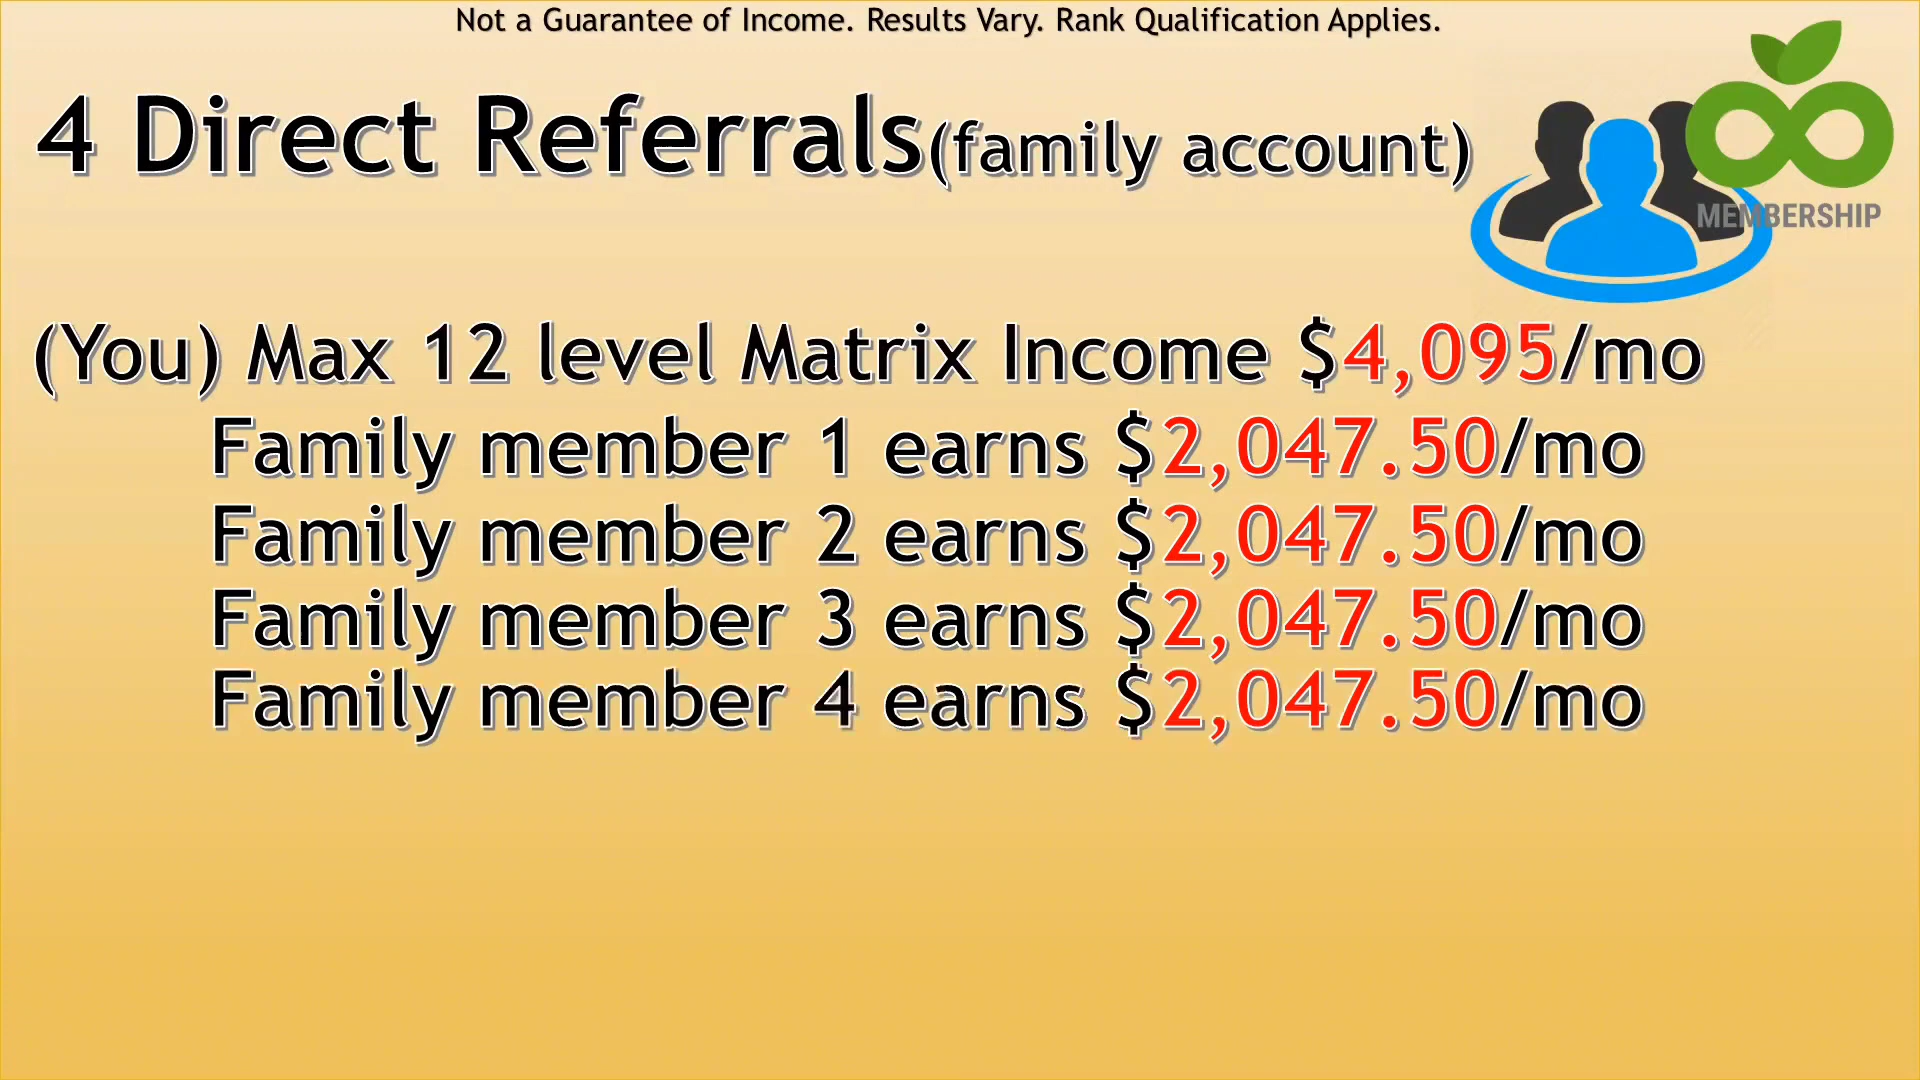 Not a Guarantee of Income. Results Vary. Rank Qualification Applies.
4 Direct Referrals(family account)
MEMBERSHIP
(You) Max 12 level Matrix Income $4,095/mo
Family member 1 earns $2,047.50/mo
Family member 2 earns $2,047.50/mo
Family member 3 earns $2,047.50/mo
Family member 4 earns $2,047.50/mo